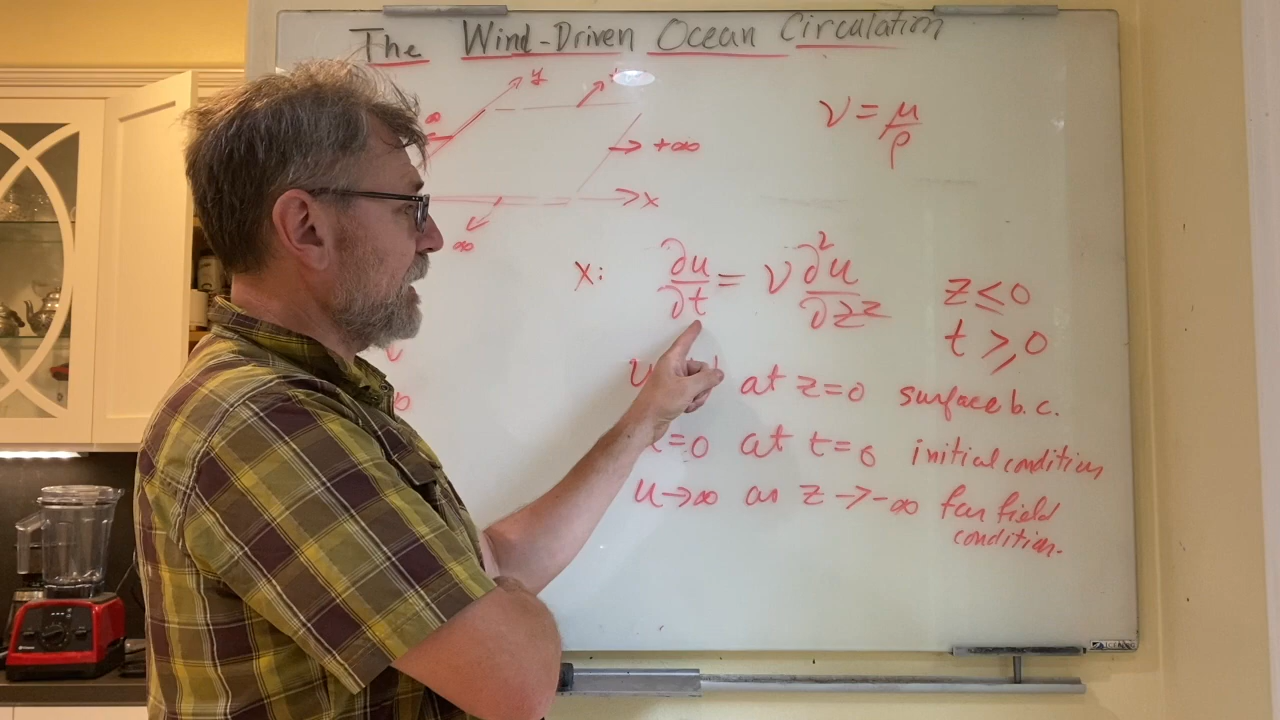 The Wind-Driven Ocean Circulation
y
∞
ν = μ/ρ
→ +∞
→ x
∞
x: ∂u/∂t = ν ∂²u/∂z²
z ≤ 0
t ≥ 0
u at z=0 surface b.c.
=0 at t=0 initial condition
u→∞ as z→-∞ far field
condition.